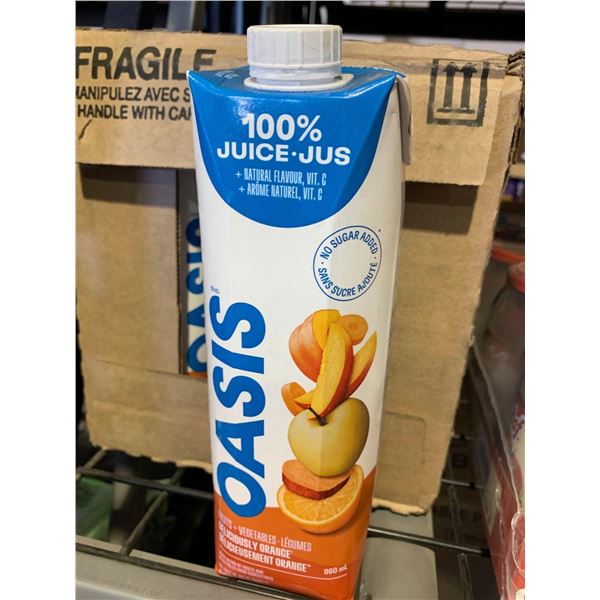 FRAGILE
MANIPULEZ AVEC S
HANDLE WITH CAR
100%
JUICE·JUS
+ NATURAL FLAVOUR, VIT. C
+ ARÔME NATUREL, VIT. C
NO SUGAR ADDED*
SANS SUCRE AJOUTÉ
OASIS
OASIS
FRUITS + VEGETABLES · LÉGUMES
DELICIOUSLY ORANGE
DÉLICIEUSEMENT ORANGE
960 mL